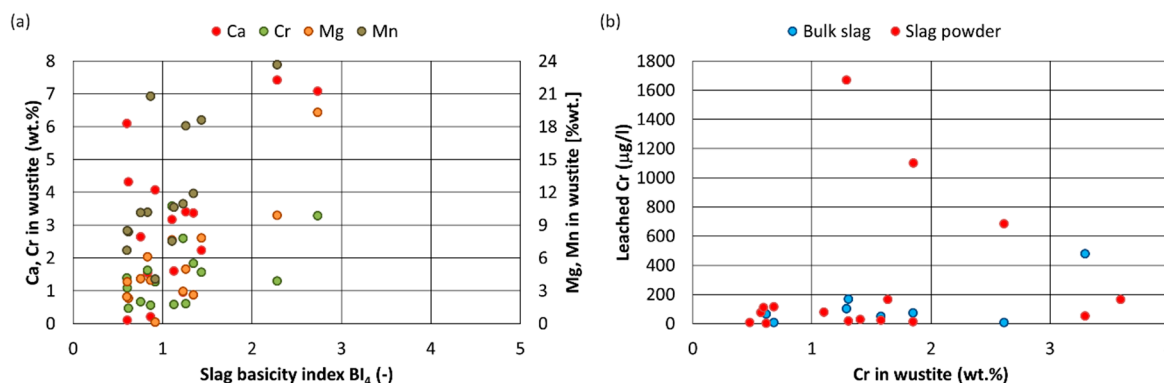 (a)
Ca Cr Mg Mn
8 24
7 21
6 18
5 15
4 12
3 9
2 6
1 3
0 0
0 1 2 3 4 5
Ca, Cr in wustite (wt.%)
Mg, Mn in wustite [%wt.]
Slag basicity index BI4 (-)
(b)
Bulk slag Slag powder
1800
1600
1400
1200
1000
800
600
400
200
0
0 1 2 3
Leached Cr (µg/l)
Cr in wustite (wt.%)